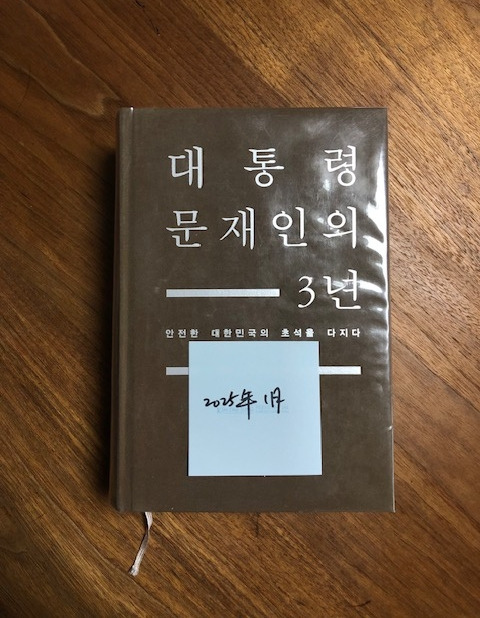 대통령
문재인의
3년
안전한 대한민국의 초석을 다지다
2025年 1月